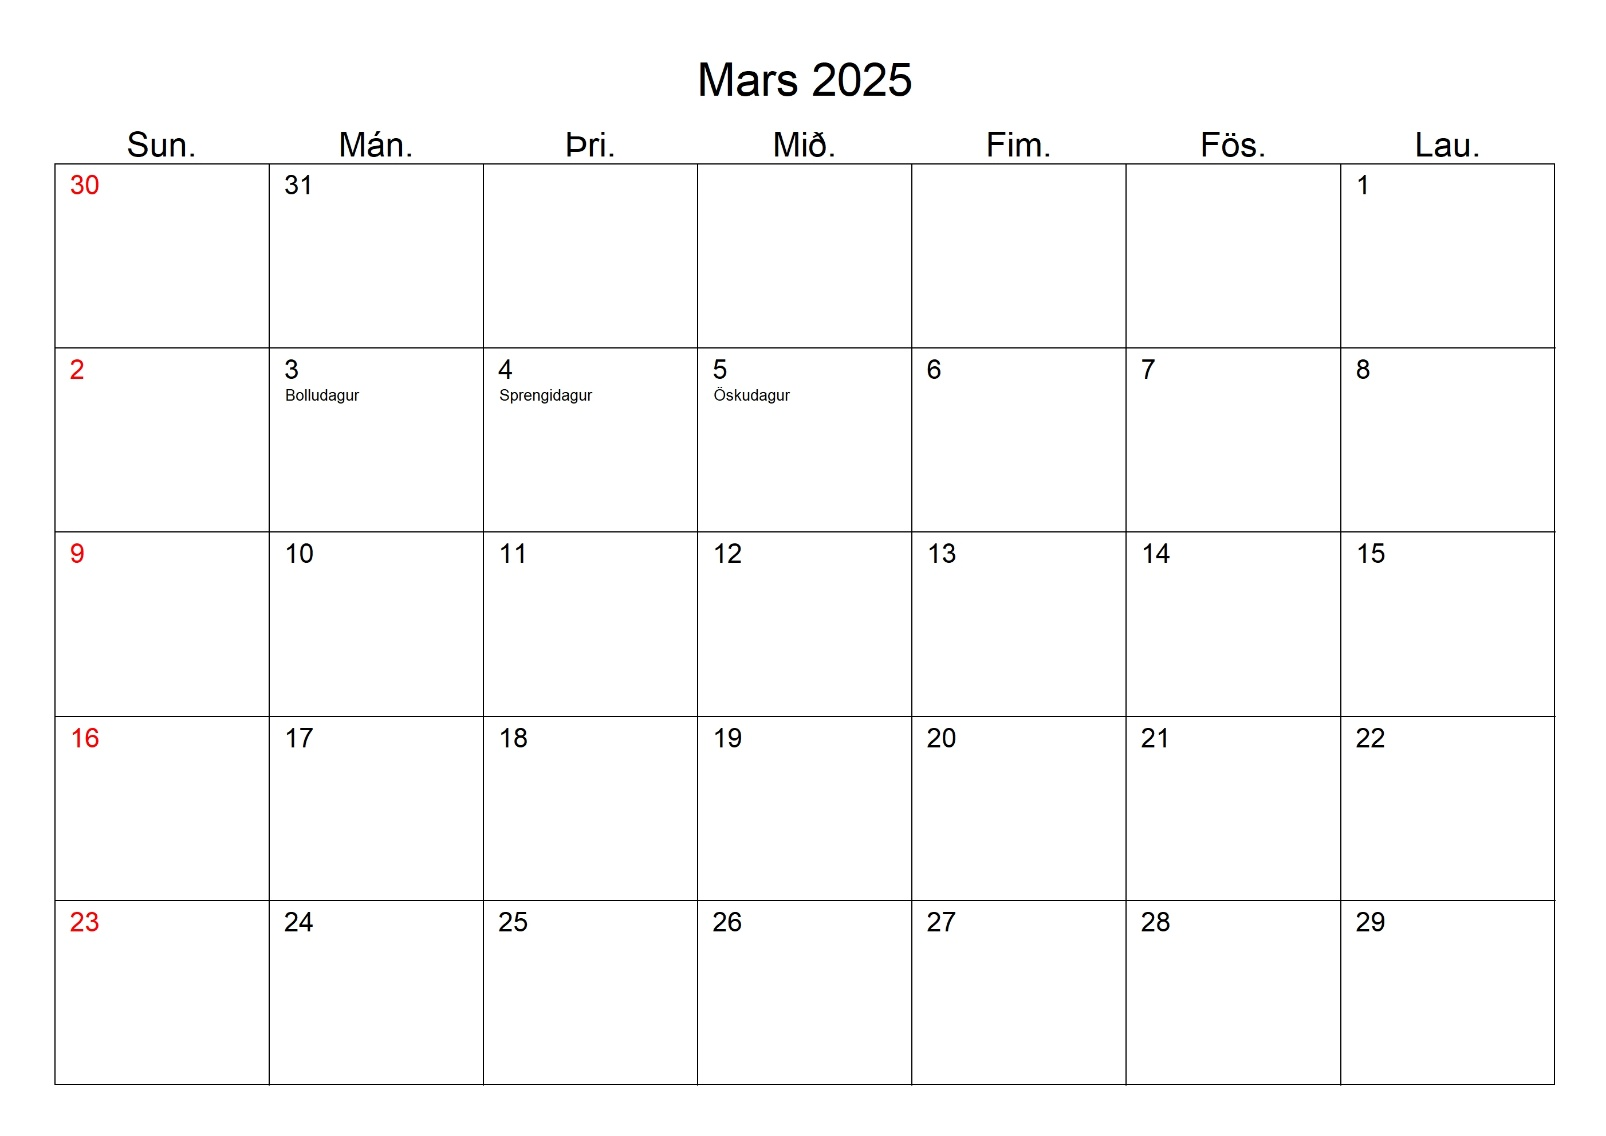 Mars 2025
Sun. Mán. Þri. Mið. Fim. Fös. Lau.
30 31 1
2 3 4 5 6 7 8
Bolludagur Sprengidagur Öskudagur
9 10 11 12 13 14 15
16 17 18 19 20 21 22
23 24 25 26 27 28 29